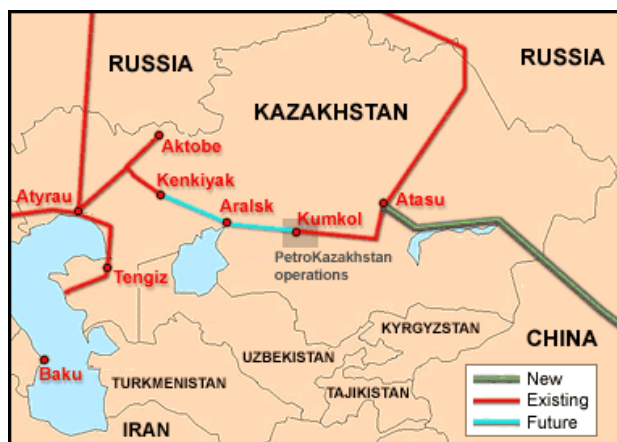 RUSSIA
RUSSIA
KAZAKHSTAN
Aktobe
Kenkiyak
Atyrau
Aralsk
Atasu
Kumkol
PetroKazakhstan
operations
Tengiz
KYRGYZSTAN
CHINA
UZBEKISTAN
Baku
TURKMENISTAN
TAJIKISTAN
IRAN
New
Existing
Future